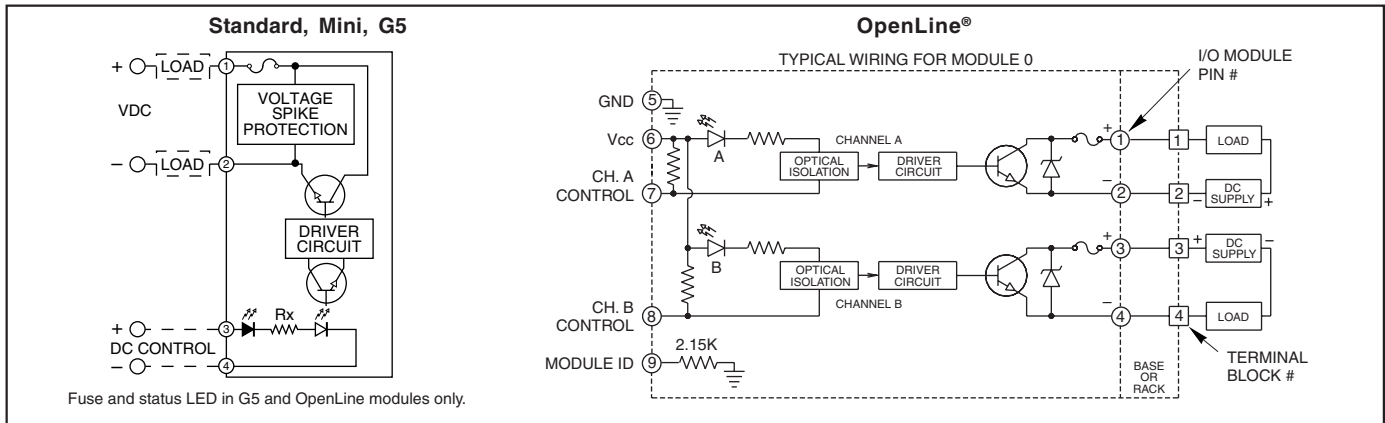 Standard, Mini, G5
+ LOAD 1
VDC
VOLTAGE
SPIKE
PROTECTION
− LOAD 2
DRIVER
CIRCUIT
+ 3 Rx
DC CONTROL
− 4
Fuse and status LED in G5 and OpenLine modules only.
OpenLine®
TYPICAL WIRING FOR MODULE 0
I/O MODULE
PIN #
GND 5
Vcc 6
A
CHANNEL A
OPTICAL
ISOLATION
DRIVER
CIRCUIT
CH. A
CONTROL 7
+ 1 1 LOAD
− 2 2 − DC
SUPPLY +
B
OPTICAL
ISOLATION
DRIVER
CIRCUIT
CHANNEL B
+ 3 3 + DC
SUPPLY −
− 4 4 LOAD
CH. B
CONTROL 8
MODULE ID 9 2.15K
BASE
OR
RACK
TERMINAL
BLOCK #